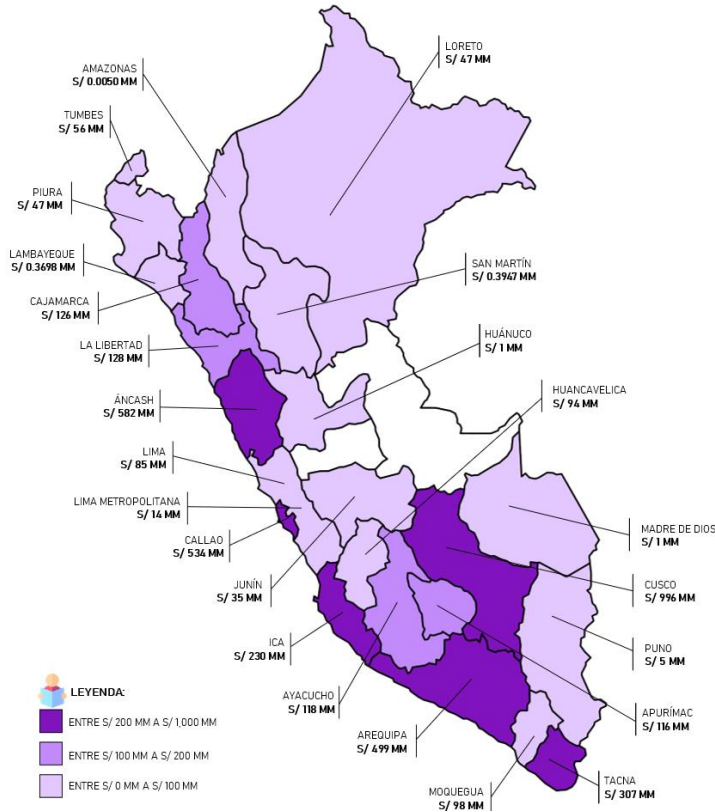 LORETO
S/ 47 MM
AMAZONAS
S/ 0.0050 MM
TUMBES
S/ 56 MM
PIURA
S/ 47 MM
LAMBAYEQUE
S/ 0.3698 MM
SAN MARTÍN
S/ 0.3947 MM
CAJAMARCA
S/ 126 MM
HUÁNUCO
S/ 1 MM
LA LIBERTAD
S/ 128 MM
HUANCAVELICA
S/ 94 MM
ÁNCASH
S/ 582 MM
LIMA
S/ 85 MM
LIMA METROPOLITANA
S/ 14 MM
MADRE DE DIOS
S/ 1 MM
CALLAO
S/ 534 MM
JUNÍN
S/ 35 MM
CUSCO
S/ 996 MM
ICA
S/ 230 MM
PUNO
S/ 5 MM
AYACUCHO
S/ 118 MM
APURÍMAC
S/ 116 MM
AREQUIPA
S/ 499 MM
MOQUEGUA
S/ 98 MM
TACNA
S/ 307 MM
LEYENDA:
ENTRE S/ 200 MM A S/ 1,000 MM
ENTRE S/ 100 MM A S/ 200 MM
ENTRE S/ 0 MM A S/ 100 MM